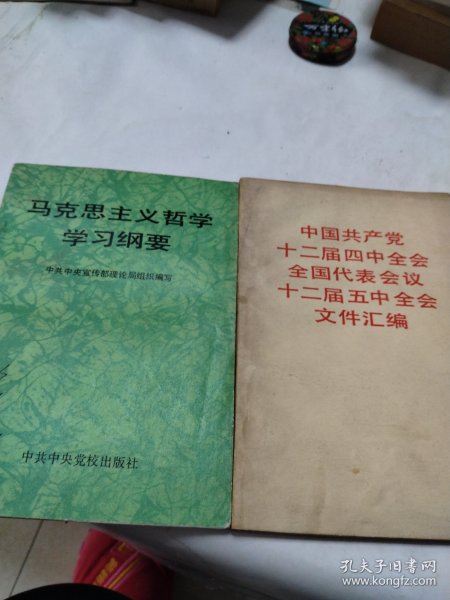 马克思主义哲学
学习纲要
中共中央宣传部理论局组织编写
中共中央党校出版社
中国共产党
十二届四中全会
全国代表会议
十二届五中全会
文件汇编
孔夫子旧书网
www.kongfz.com